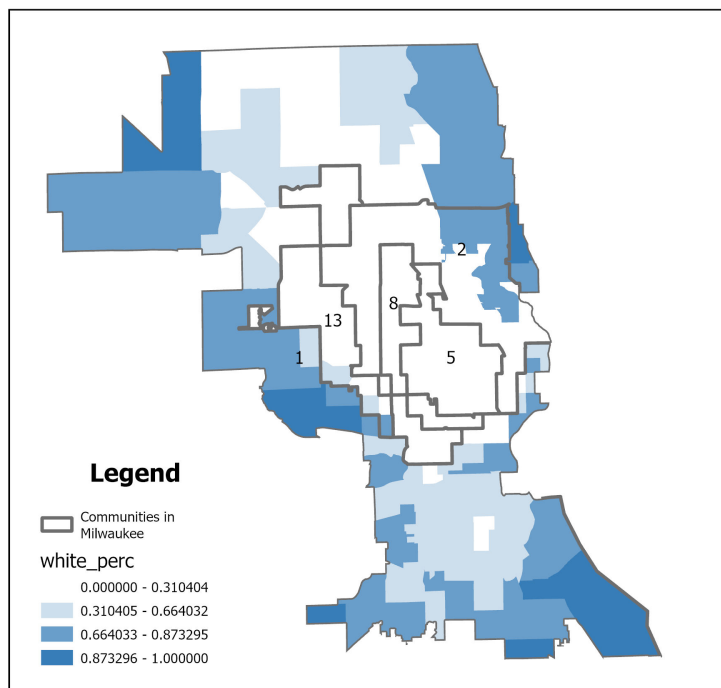 2
8
13
1
5
Legend
Communities in
Milwaukee
white_perc
0.000000 - 0.310404
0.310405 - 0.664032
0.664033 - 0.873295
0.873296 - 1.000000